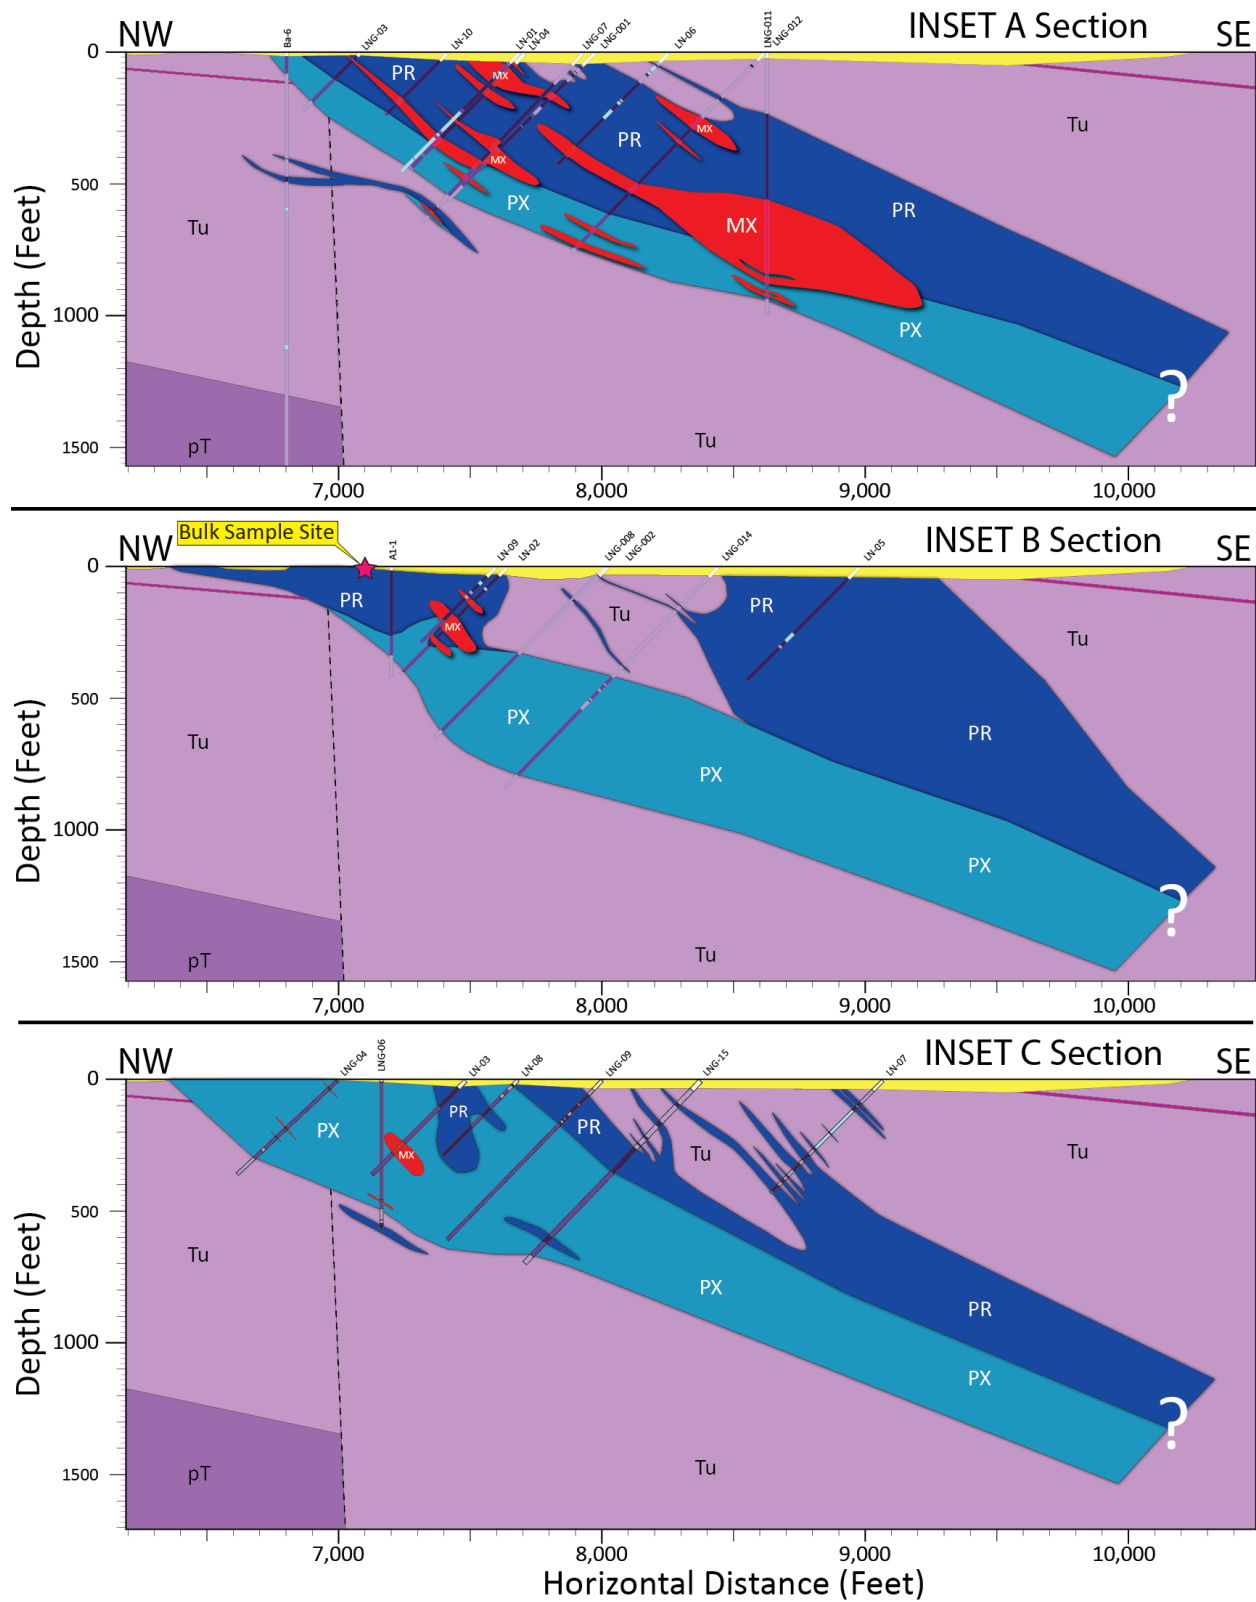 NW
INSET A Section
SE
Ba-6
LNG-03
LN-10
LN-01
LN-04
LNG-07
LNG-001
LN-06
LNG-011
LNG-012
0
500
1000
1500
Depth (Feet)
PR
MX
MX
PX
PR
MX
MX
PR
PX
Tu
Tu
Tu
pT
?
7,000
8,000
9,000
10,000
Bulk Sample Site
NW
INSET B Section
SE
A1-1
LN-09
LN-02
LNG-008
LNG-002
LNG-014
LN-05
0
500
1000
1500
Depth (Feet)
PR
MX
Tu
PR
Tu
Tu
PX
PR
PX
PX
Tu
pT
?
7,000
8,000
9,000
10,000
NW
INSET C Section
SE
LNG-04
LNG-06
LN-03
LN-08
LNG-09
LNG-15
LN-07
0
500
1000
1500
Depth (Feet)
PX
PR
MX
PR
Tu
Tu
Tu
PX
PR
PX
Tu
pT
?
7,000
8,000
9,000
10,000
Horizontal Distance (Feet)